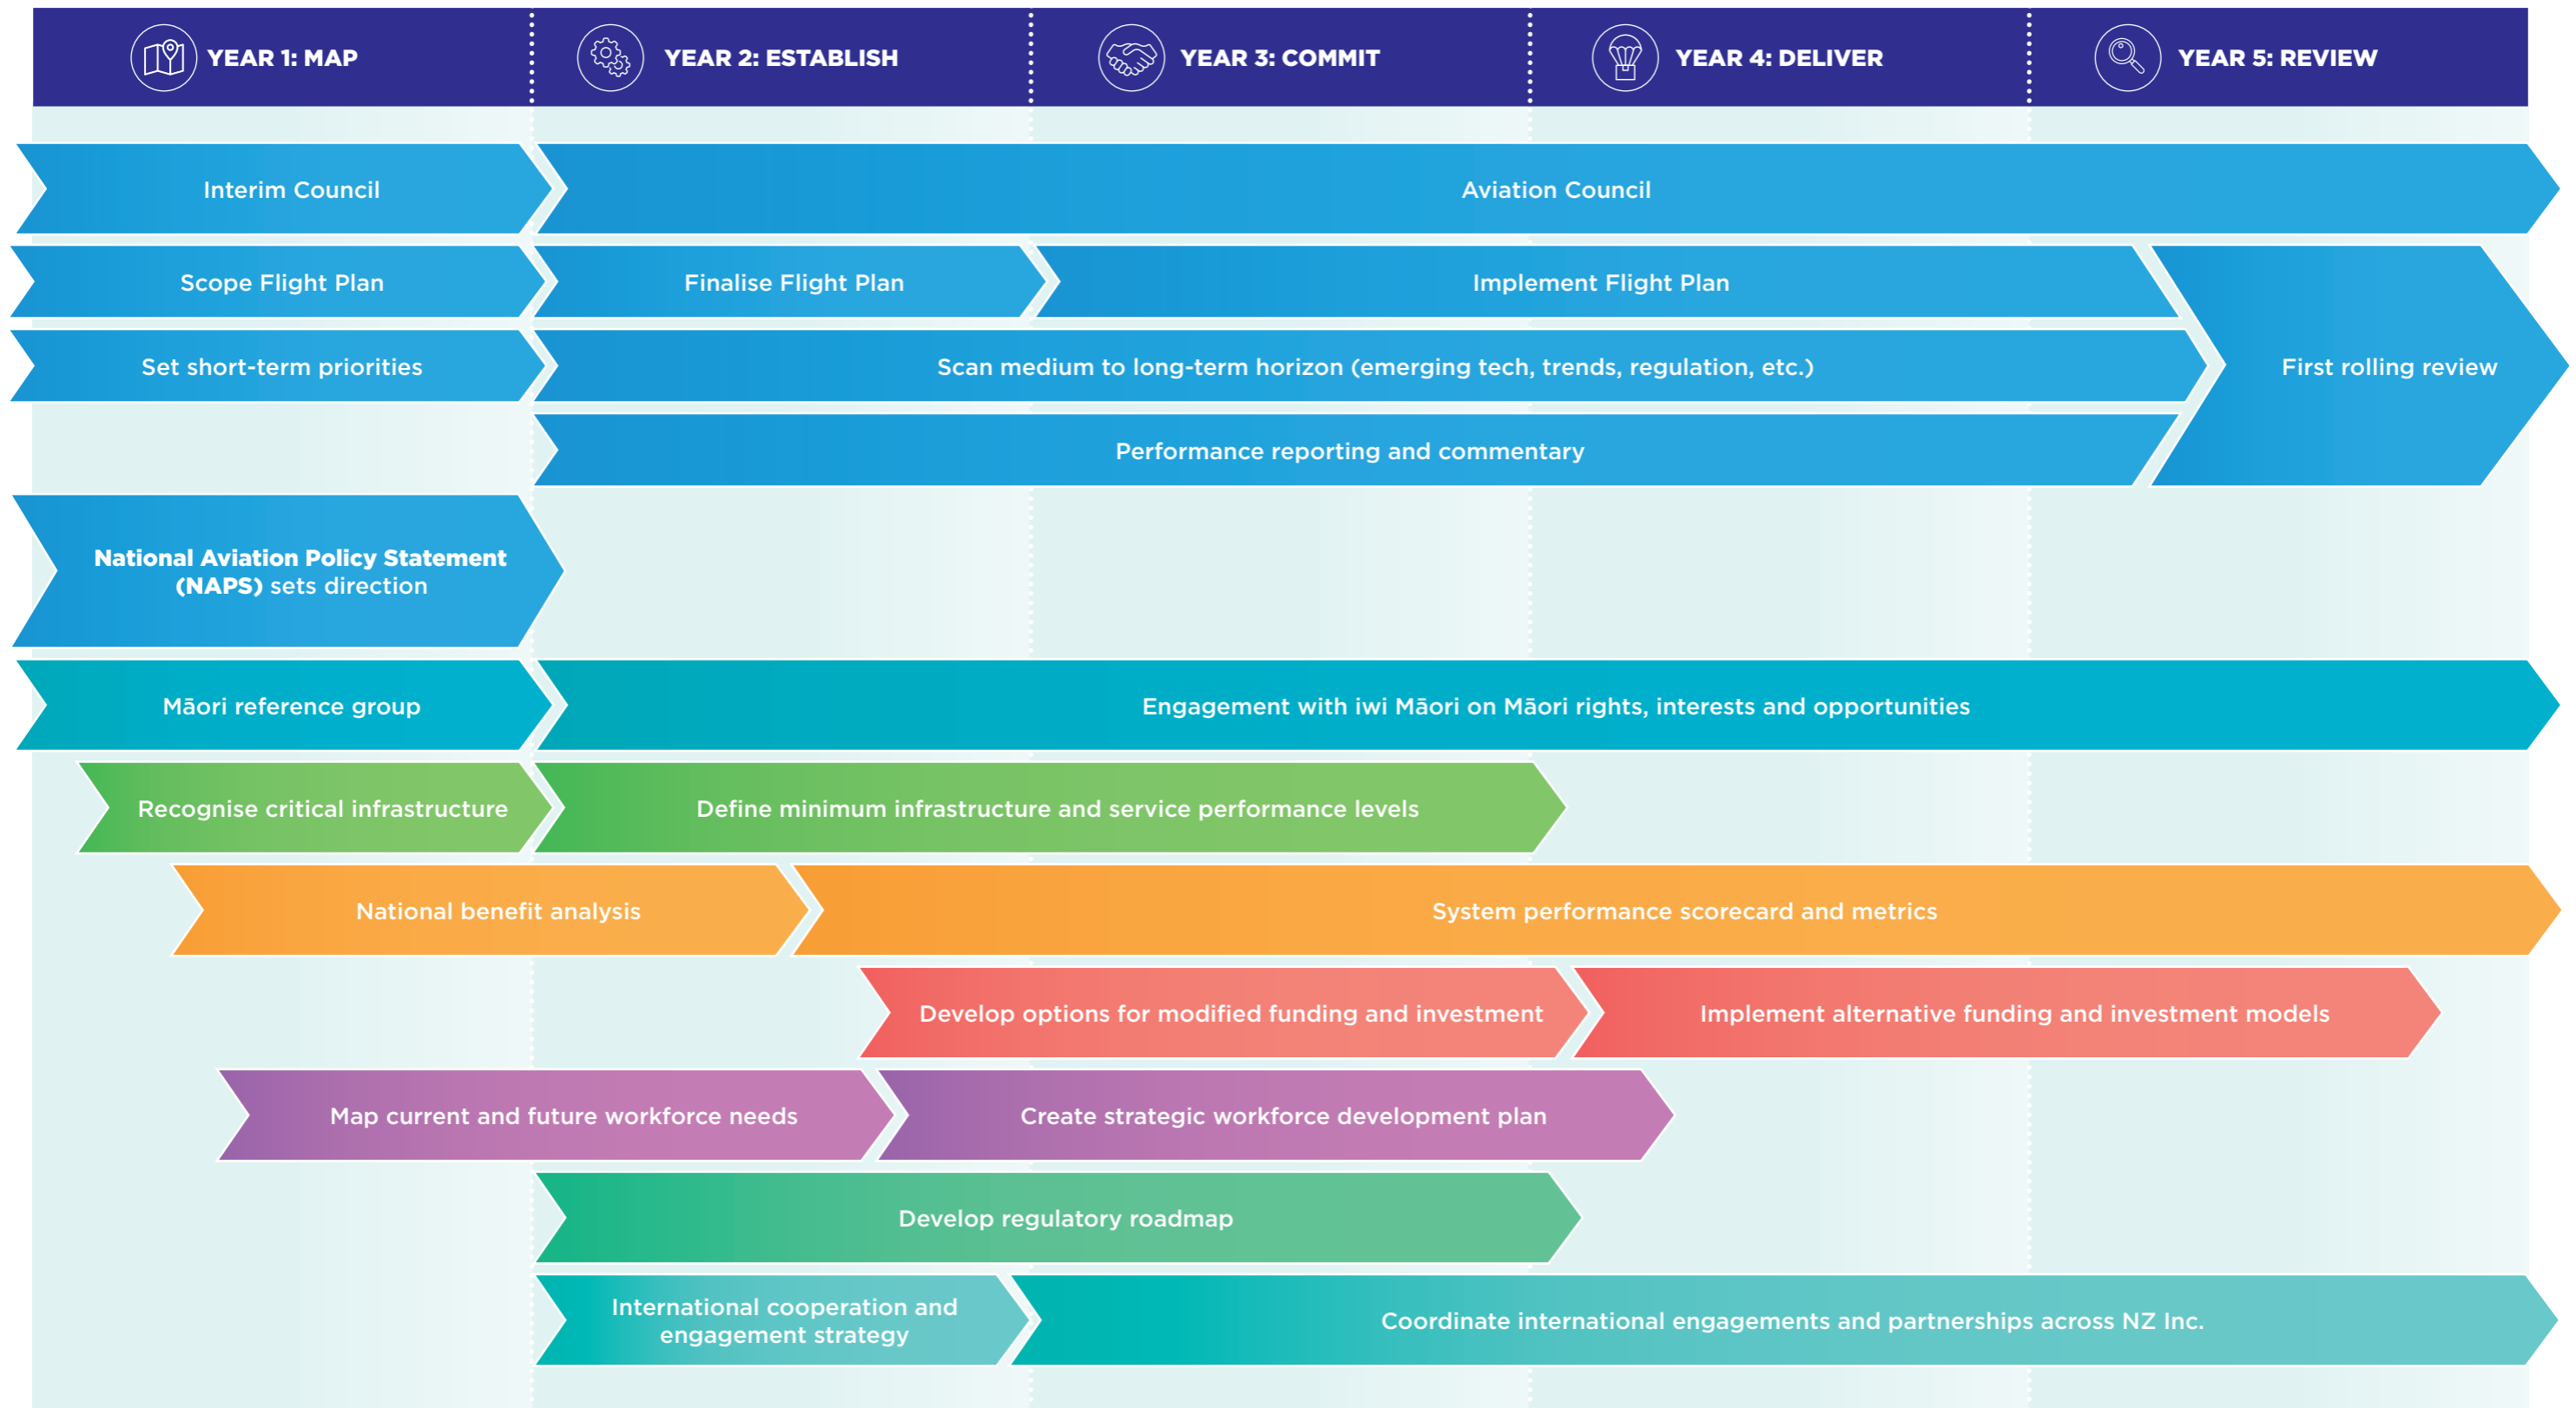 YEAR 1: MAP
YEAR 2: ESTABLISH
YEAR 3: COMMIT
YEAR 4: DELIVER
YEAR 5: REVIEW
Interim Council
Aviation Council
Scope Flight Plan
Finalise Flight Plan
Implement Flight Plan
Set short-term priorities
Scan medium to long-term horizon (emerging tech, trends, regulation, etc.)
First rolling review
Performance reporting and commentary
National Aviation Policy Statement
(NAPS) sets direction
Māori reference group
Engagement with iwi Māori on Māori rights, interests and opportunities
Recognise critical infrastructure
Define minimum infrastructure and service performance levels
National benefit analysis
System performance scorecard and metrics
Develop options for modified funding and investment
Implement alternative funding and investment models
Map current and future workforce needs
Create strategic workforce development plan
Develop regulatory roadmap
International cooperation and
engagement strategy
Coordinate international engagements and partnerships across NZ Inc.